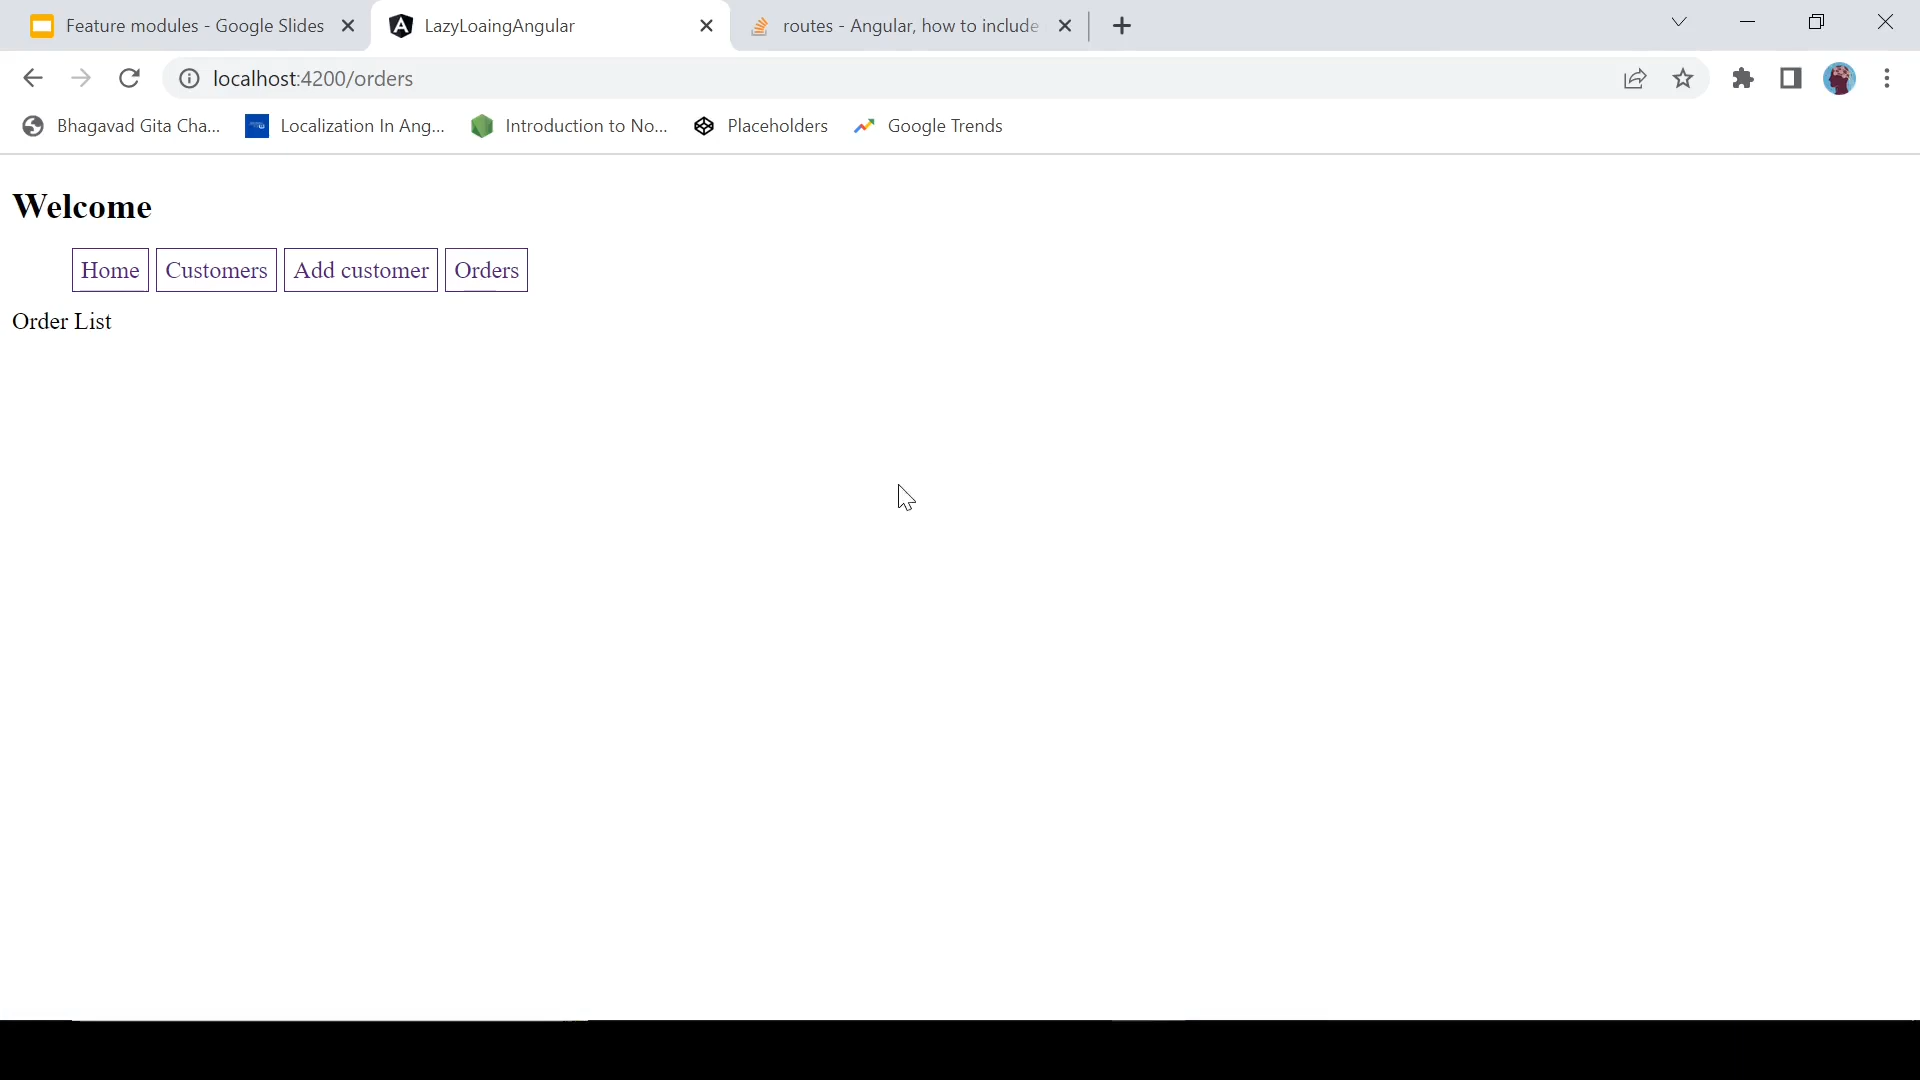 Feature modules - Google Slides
LazyLoaingAngular
routes - Angular, how to include
localhost:4200/orders
Bhagavad Gita Cha...
Localization In Ang...
Introduction to No...
Placeholders
Google Trends
Welcome
Home
Customers
Add customer
Orders
Order List